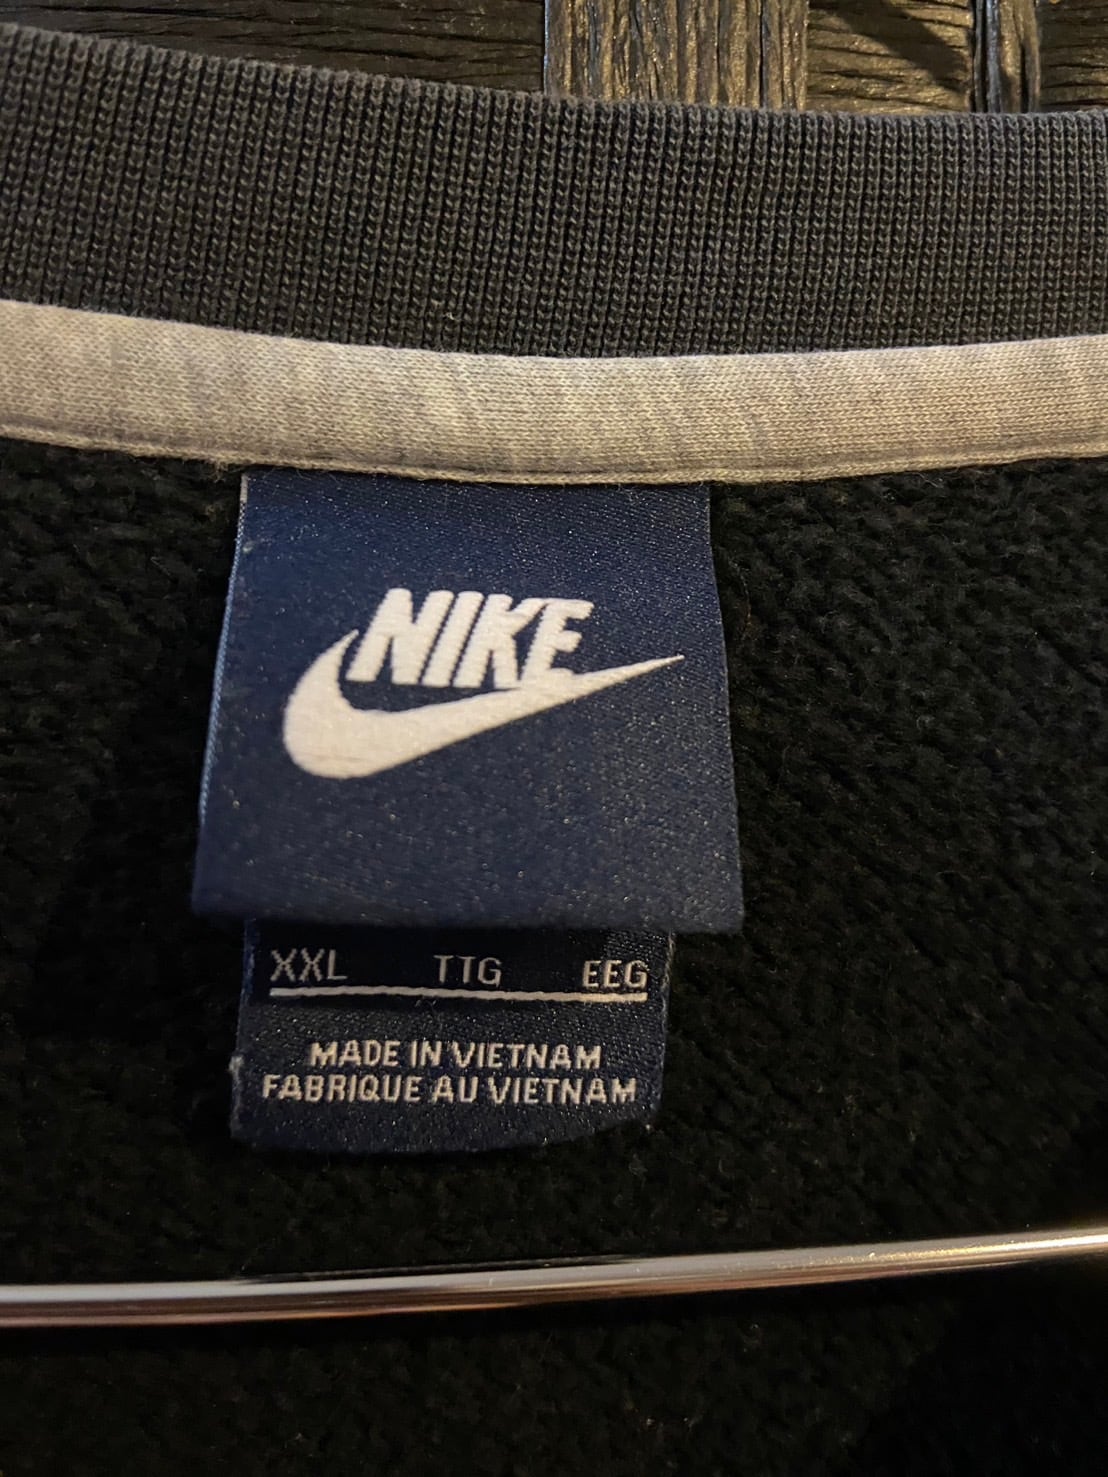 NIKE
XXL TTG EEG
MADE IN VIETNAM
FABRIQUE AU VIETNAM